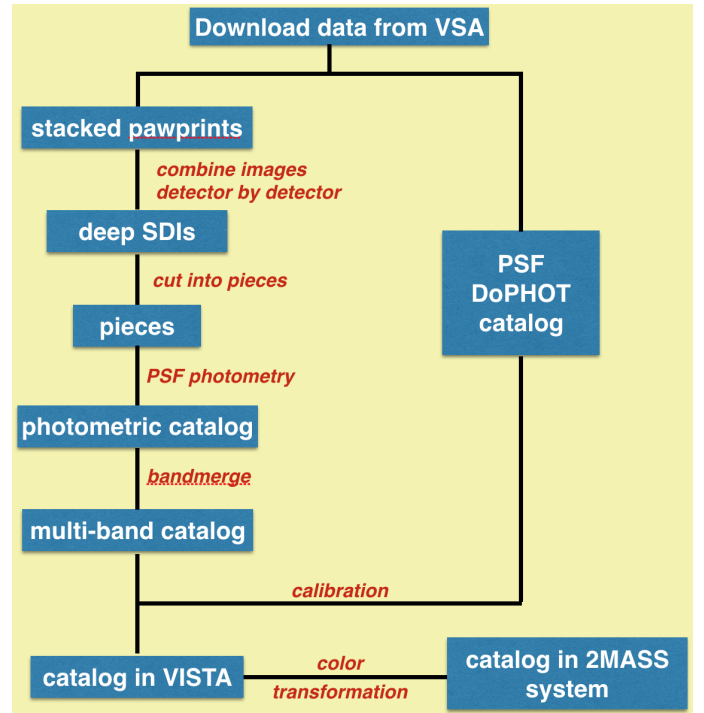 Download data from VSA
stacked pawprints
combine images
detector by detector
deep SDIs
cut into pieces
PSF
DoPHOT
catalog
pieces
PSF photometry
photometric catalog
bandmerge
multi-band catalog
calibration
catalog in VISTA
color
transformation
catalog in 2MASS
system